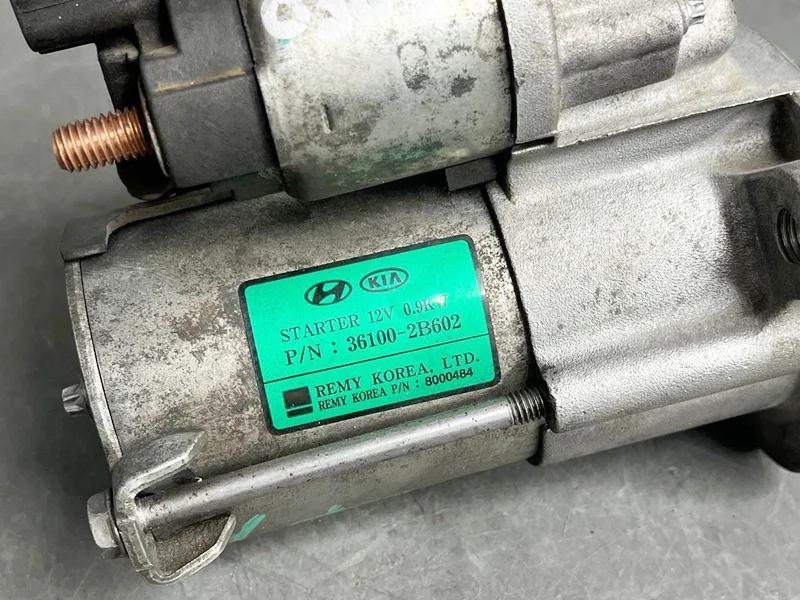 KIA
STARTER 12V 0.9KW
P/N : 36100-2B602
REMY KOREA, LTD.
REMY KOREA P/N : 8000484